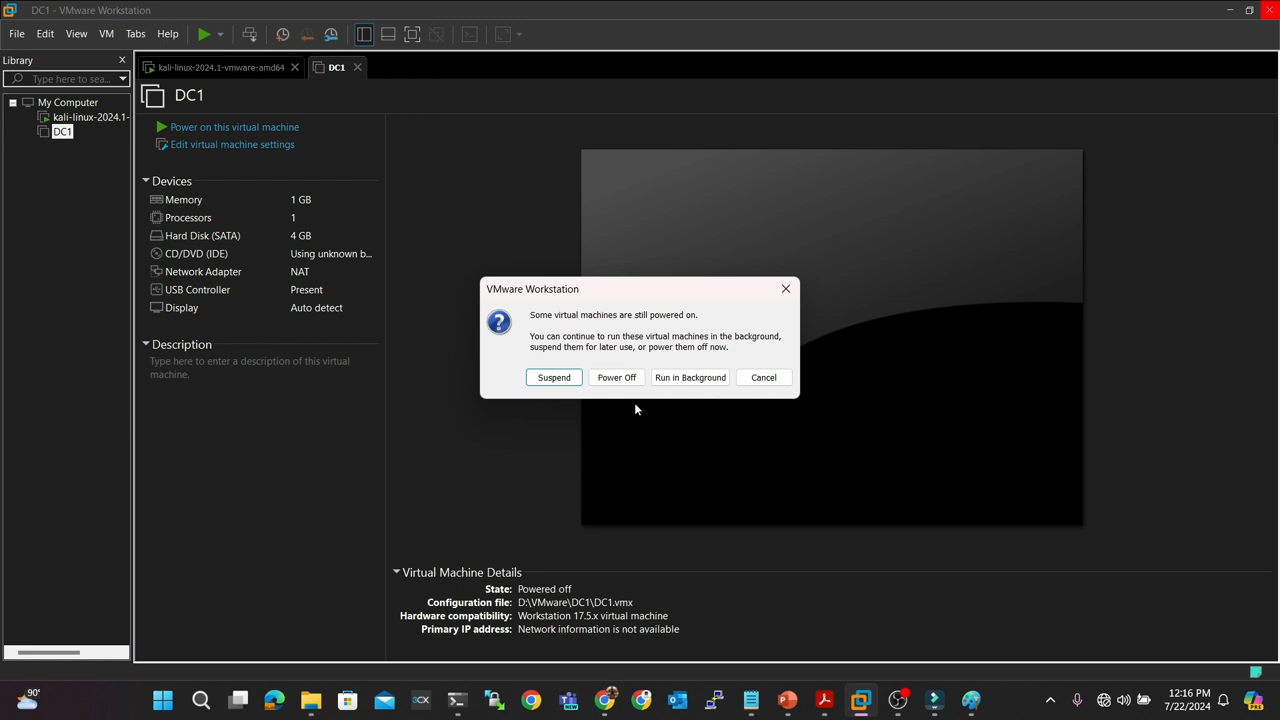 DC1 - VMware Workstation
File Edit View VM Tabs Help
Library
Type here to sea...
My Computer
kali-linux-2024.1-
DC1
kali-linux-2024.1-vmware-amd64
DC1
DC1
Power on this virtual machine
Edit virtual machine settings
Devices
Memory 1 GB
Processors 1
Hard Disk (SATA) 4 GB
CD/DVD (IDE) Using unknown b...
Network Adapter NAT
USB Controller Present
Display Auto detect
Description
Type here to enter a description of this virtual
machine.
VMware Workstation
Some virtual machines are still powered on.
You can continue to run these virtual machines in the background,
suspend them for later use, or power them off now.
Suspend Power Off Run in Background Cancel
Virtual Machine Details
State: Powered off
Configuration file: D:\VMware\DC1\DC1.vmx
Hardware compatibility: Workstation 17.5.x virtual machine
Primary IP address: Network information is not available
90°
12:16 PM
7/22/2024